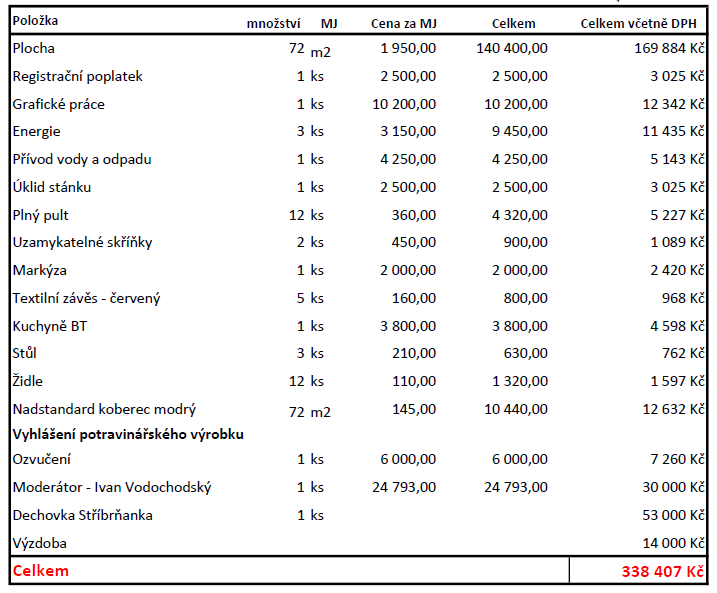 Položka množství MJ Cena za MJ Celkem Celkem včetně DPH
Plocha 72 m2 1 950,00 140 400,00 169 884 Kč
Registrační poplatek 1 ks 2 500,00 2 500,00 3 025 Kč
Grafické práce 1 ks 10 200,00 10 200,00 12 342 Kč
Energie 3 ks 3 150,00 9 450,00 11 435 Kč
Přívod vody a odpadu 1 ks 4 250,00 4 250,00 5 143 Kč
Úklid stánku 1 ks 2 500,00 2 500,00 3 025 Kč
Plný pult 12 ks 360,00 4 320,00 5 227 Kč
Uzamykatelné skříňky 2 ks 450,00 900,00 1 089 Kč
Markýza 1 ks 2 000,00 2 000,00 2 420 Kč
Textilní závěs - červený 5 ks 160,00 800,00 968 Kč
Kuchyně BT 1 ks 3 800,00 3 800,00 4 598 Kč
Stůl 3 ks 210,00 630,00 762 Kč
Židle 12 ks 110,00 1 320,00 1 597 Kč
Nadstandard koberec modrý 72 m2 145,00 10 440,00 12 632 Kč
Vyhlášení potravinářského výrobku
Ozvučení 1 ks 6 000,00 6 000,00 7 260 Kč
Moderátor - Ivan Vodochodský 1 ks 24 793,00 24 793,00 30 000 Kč
Dechovka Stříbrňanka 1 ks 53 000 Kč
Výzdoba 14 000 Kč
Celkem 338 407 Kč